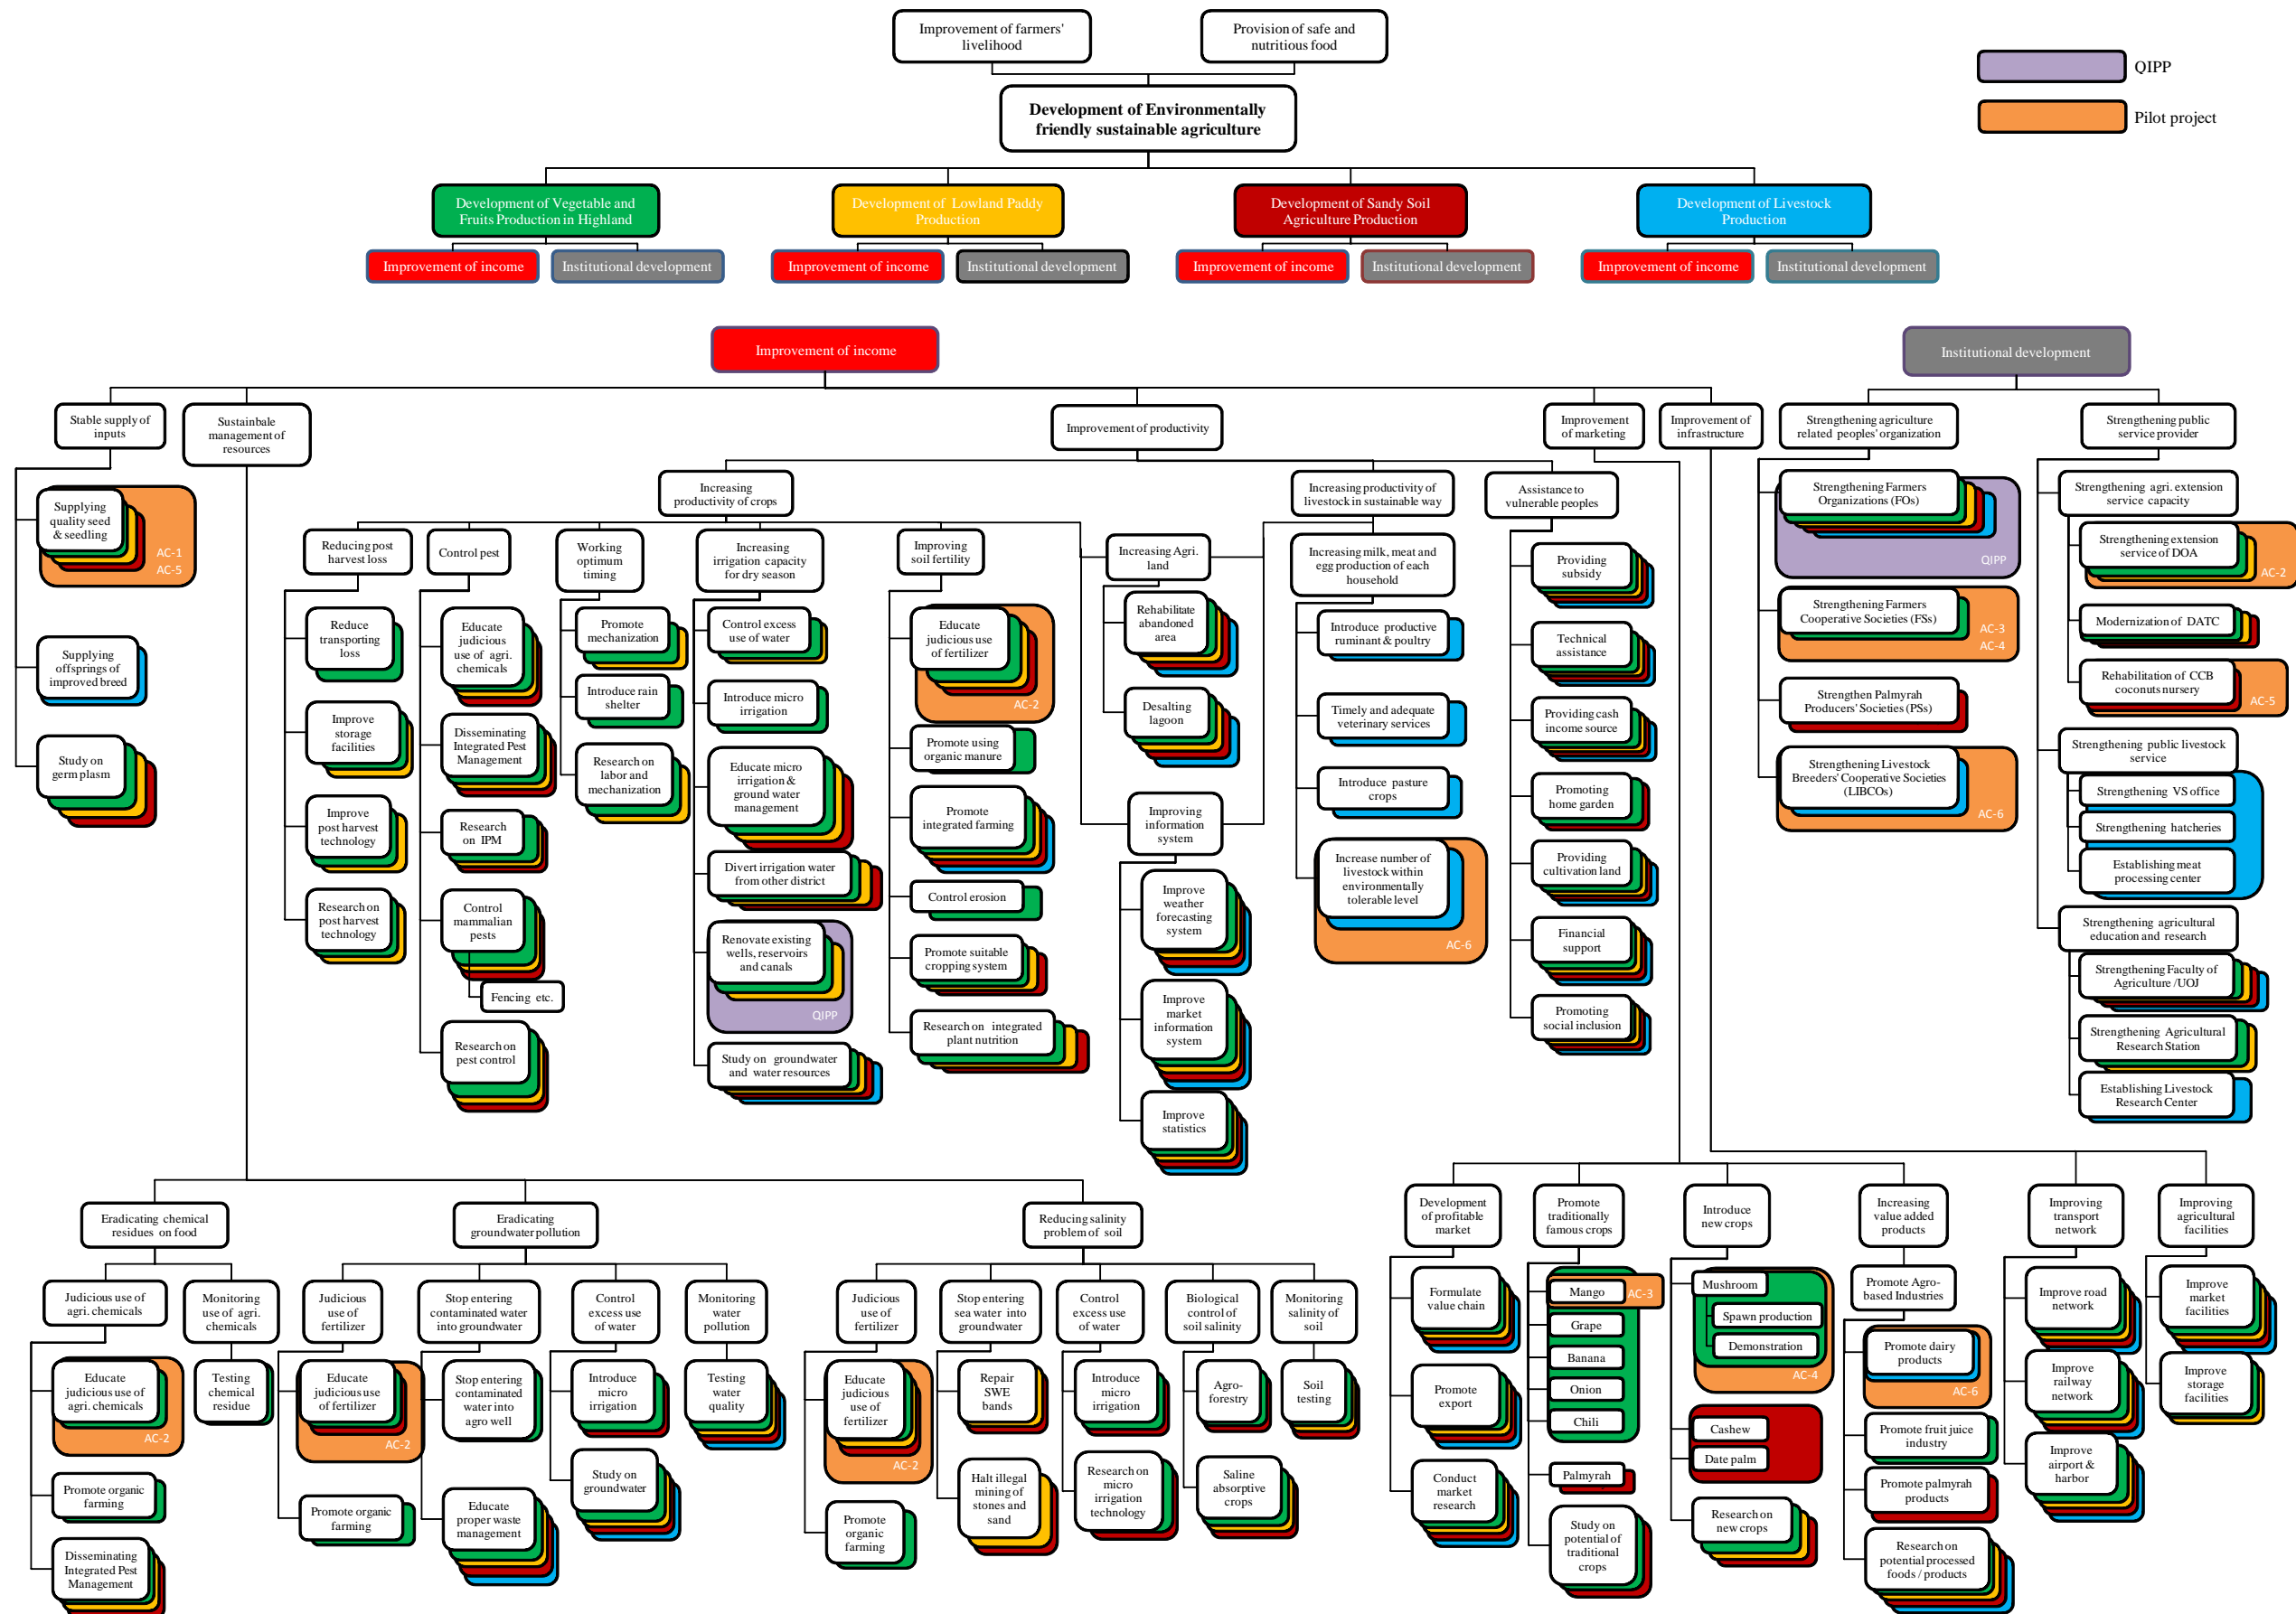 Improvement of farmers'
livelihood
Provision of safe and
nutritious food
QIPP
Pilot project
Development of Environmentally
friendly sustainable agriculture
Development of Vegetable and
Fruits Production in Highland
Development of Lowland Paddy
Production
Development of Sandy Soil
Agriculture Production
Development of Livestock
Production
Improvement of income
Institutional development
Improvement of income
Institutional development
Improvement of income
Institutional development
Improvement of income
Institutional development
Improvement of income
Institutional development
Stable supply of
inputs
Sustainbale
management of
resources
Improvement of productivity
Improvement
of marketing
Improvement of
infrastructure
Strengthening agriculture
related peoples' organization
Strengthening public
service provider
Supplying
quality seed
& seedling
AC-1
AC-5
Supplying
offsprings of
improved breed
Study on
germ plasm
Increasing
productivity of crops
Increasing productivity of
livestock in sustainable way
Assistance to
vulnerable peoples
Reducing post
harvest loss
Reduce
transporting
loss
Improve
storage
facilities
Improve
post harvest
technology
Research on
post harvest
technology
Control pest
Educate
judicious
use of agri.
chemicals
Disseminating
Integrated Pest
Management
Research
on IPM
Control
mammalian
pests
Fencing etc.
Research on
pest control
Working
optimum
timing
Promote
mechanization
Introduce rain
shelter
Research on
labor and
mechanization
Increasing
irrigation capacity
for dry season
Control excess
use of water
Introduce micro
irrigation
Educate micro
irrigation &
ground water
management
Divert irrigation water
from other district
Renovate existing
wells, reservoirs
and canals
QIPP
Study on groundwater
and water resources
Improving
soil fertility
Educate
judicious use
of fertilizer
AC-2
Promote using
organic manure
Promote
integrated farming
Control erosion
Promote suitable
cropping system
Research on integrated
plant nutrition
Increasing Agri.
land
Rehabilitate
abandoned
area
Desalting
lagoon
Improving
information
system
Improve
weather
forecasting
system
Improve
market
information
system
Improve
statistics
Increasing milk, meat and
egg production of each
household
Introduce productive
ruminant & poultry
Timely and adequate
veterinary services
Introduce pasture
crops
Increase number of
livestock within
environmentally
tolerable level
AC-6
Providing
subsidy
Technical
assistance
Providing cash
income source
Promoting
home garden
Providing
cultivation land
Financial
support
Promoting
social inclusion
Strengthening Farmers
Organizations (FOs)
QIPP
Strengthening Farmers
Cooperative Societies (FSs)
AC-3
AC-4
Strengthen Palmyrah
Producers' Societies (PSs)
Strengthening Livestock
Breeders' Cooperative Societies
(LIBCOs)
AC-6
Strengthening agri. extension
service capacity
Strengthening extension
service of DOA
AC-2
Modernization of DATC
Rehabilitation of CCB
coconuts nursery
AC-5
Strengthening public livestock
service
Strengthening VS office
Strengthening hatcheries
Establishing meat
processing center
Strengthening agricultural
education and research
Strengthening Faculty of
Agriculture /UOJ
Strengthening Agricultural
Research Station
Establishing Livestock
Research Center
Eradicating chemical
residues on food
Eradicating
groundwater pollution
Reducing salinity
problem of soil
Judicious use of
agri. chemicals
Educate
judicious use of
agri. chemicals
AC-2
Promote organic
farming
Disseminating
Integrated Pest
Management
Monitoring
use of agri.
chemicals
Testing
chemical
residue
Judicious
use of
fertilizer
Educate
judicious use
of fertilizer
AC-2
Promote organic
farming
Stop entering
contaminated water
into groundwater
Stop entering
contaminated
water into
agro well
Educate
proper waste
management
Control
excess use of
water
Introduce
micro
irrigation
Study on
groundwater
Monitoring
water
pollution
Testing
water
quality
Judicious
use of
fertilizer
Educate
judicious
use of
fertilizer
AC-2
Promote
organic
farming
Stop entering
sea water into
groundwater
Repair
SWE
bands
Halt illegal
mining of
stones and
sand
Control
excess use
of water
Introduce
micro
irrigation
Research on
micro
irrigation
technology
Biological
control of
soil salinity
Agro-
forestry
Saline
absorptive
crops
Monitoring
salinity of
soil
Soil
testing
Development
of profitable
market
Formulate
value chain
Promote
export
Conduct
market
research
Promote
traditionally
famous crops
Mango
AC-3
Grape
Banana
Onion
Chili
Palmyrah
Study on
potential of
traditional
crops
Introduce
new crops
Mushroom
Spawn production
Demonstration
AC-4
Cashew
Date palm
Research on
new crops
Increasing
value added
products
Promote Agro-
based Industries
Promote dairy
products
AC-6
Promote fruit juice
industry
Promote palmyrah
products
Research on
potential processed
foods / products
Improving
transport
network
Improve road
network
Improve
railway
network
Improve
airport &
harbor
Improving
agricultural
facilities
Improve
market
facilities
Improve
storage
facilities